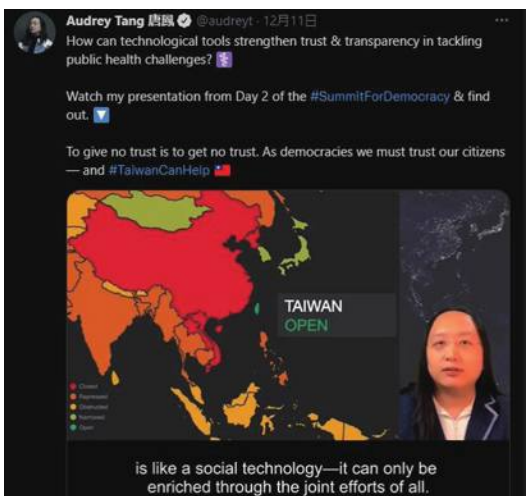 Audrey Tang 唐鳳 @audreyt · 12月11日
How can technological tools strengthen trust & transparency in tackling
public health challenges?
Watch my presentation from Day 2 of the #SummitForDemocracy & find
out.
To give no trust is to get no trust. As democracies we must trust our citizens
— and #TaiwanCanHelp
TAIWAN
OPEN
Closed
Repressed
Obstructed
Narrowed
Open
is like a social technology—it can only be
enriched through the joint efforts of all.